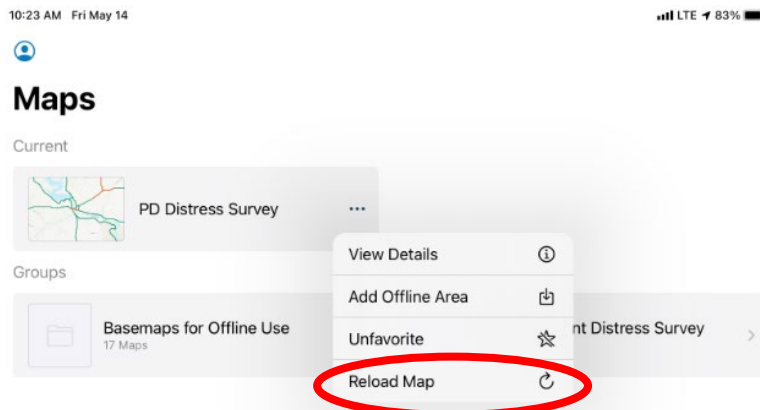 10:23 AM Fri May 14
LTE 83%
Maps
Current
PD Distress Survey
View Details
Groups
Add Offline Area
Basemaps for Offline Use
17 Maps
Unfavorite
nt Distress Survey
Reload Map